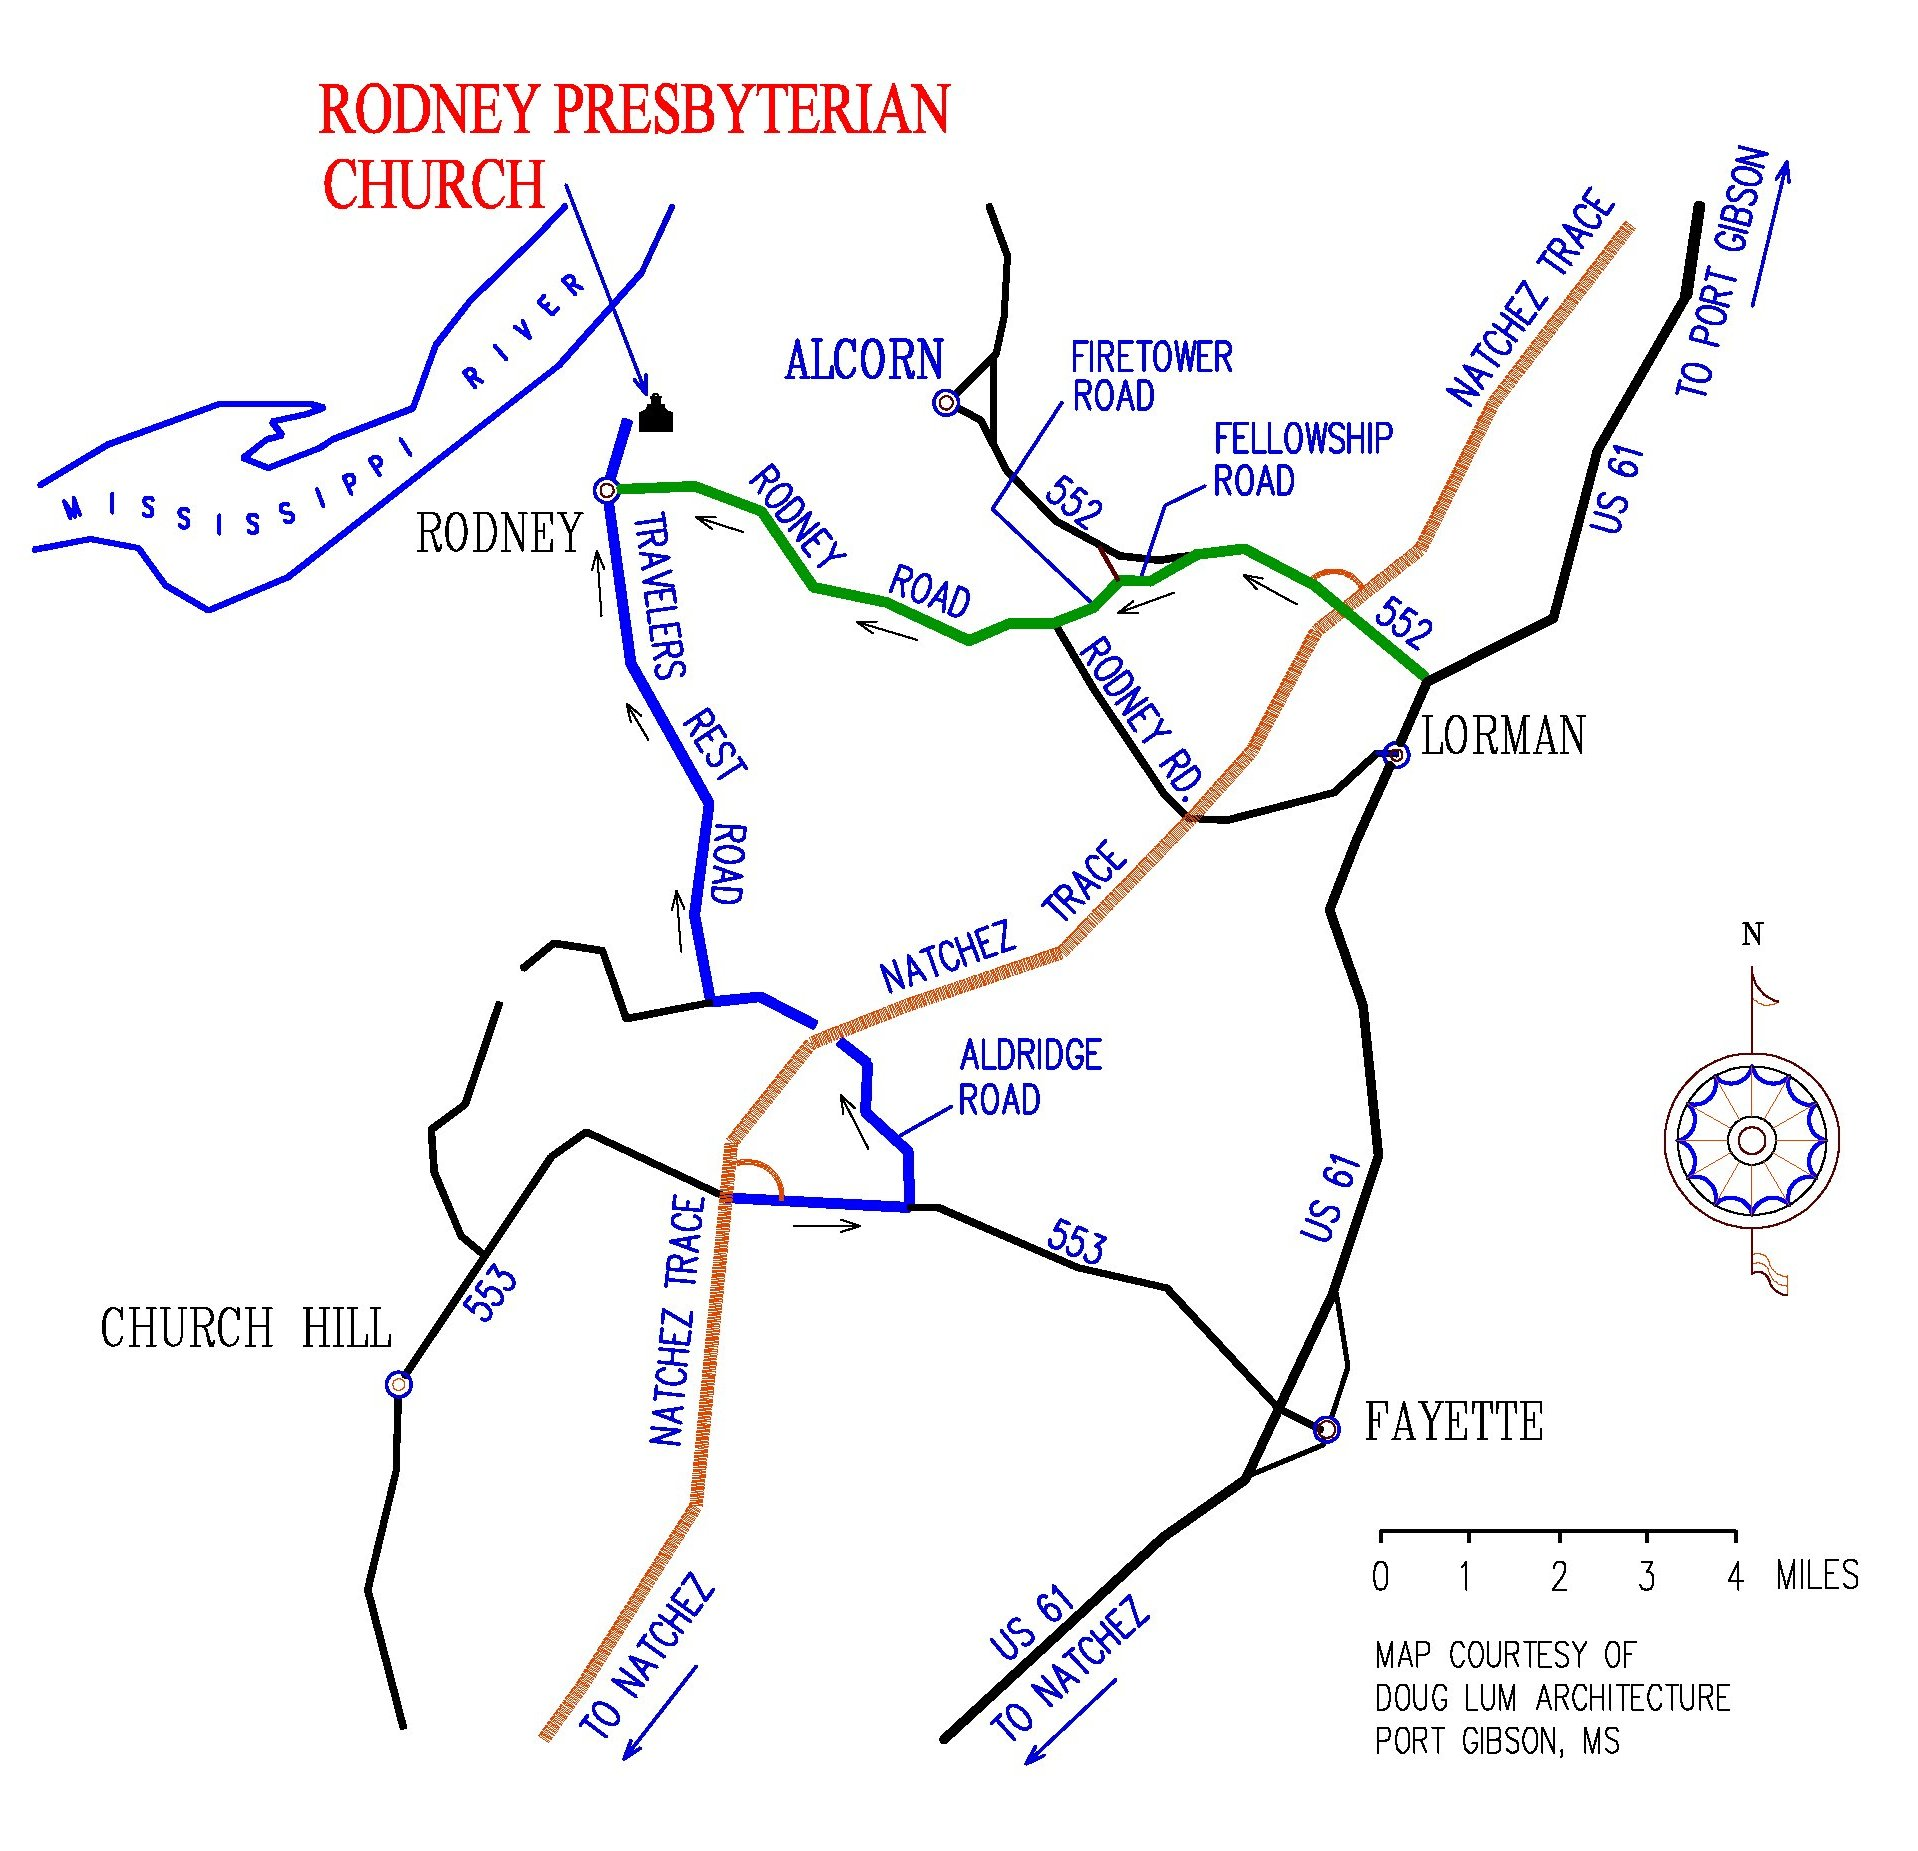 RODNEY PRESBYTERIAN
CHURCH
MISSISSIPPI RIVER
ALCORN
FIRETOWER
ROAD
FELLOWSHIP
ROAD
NATCHEZ TRACE
TO PORT GIBSON
US 61
552
552
RODNEY
RODNEY ROAD
TRAVELERS REST ROAD
RODNEY RD.
LORMAN
NATCHEZ TRACE
N
ALDRIDGE
ROAD
NATCHEZ TRACE
553
553
US 61
CHURCH HILL
FAYETTE
0 1 2 3 4 MILES
TO NATCHEZ
US 61
TO NATCHEZ
MAP COURTESY OF
DOUG LUM ARCHITECTURE
PORT GIBSON, MS